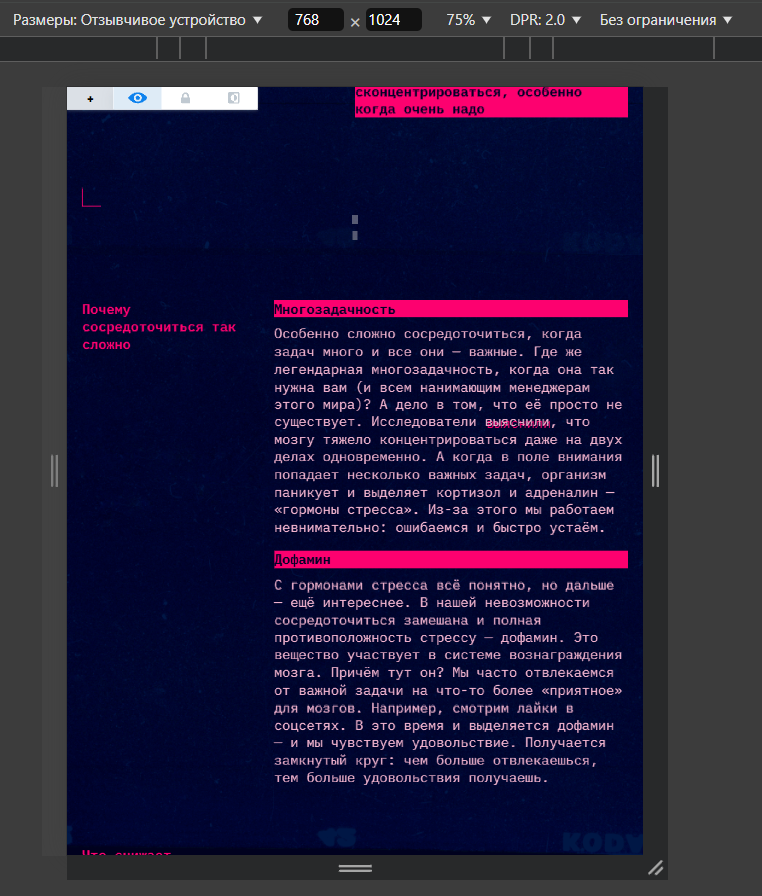 Размеры: Отзывчивое устройство ▼ 768 × 1024 75% ▼ DPR: 2.0 ▼ Без ограничения ▼
+
сконцентрироваться, особенно
когда очень надо
Почему
сосредоточиться так
сложно
Многозадачность
Особенно сложно сосредоточиться, когда
задач много и все они — важные. Где же
легендарная многозадачность, когда она так
нужна вам (и всем нанимающим менеджерам
этого мира)? А дело в том, что её просто не
существует. Исследователи выяснили, что
мозгу тяжело концентрироваться даже на двух
делах одновременно. А когда в поле внимания
попадает несколько важных задач, организм
паникует и выделяет кортизол и адреналин —
«гормоны стресса». Из-за этого мы работаем
невнимательно: ошибаемся и быстро устаём.
Дофамин
С гормонами стресса всё понятно, но дальше
— ещё интереснее. В нашей невозможности
сосредоточиться замешана и полная
противоположность стрессу — дофамин. Это
вещество участвует в системе вознаграждения
мозга. Причём тут он? Мы часто отвлекаемся
от важной задачи на что-то более «приятное»
для мозгов. Например, смотрим лайки в
соцсетях. В это время и выделяется дофамин
— и мы чувствуем удовольствие. Получается
замкнутый круг: чем больше отвлекаешься,
тем больше удовольствия получаешь.
Что снижает